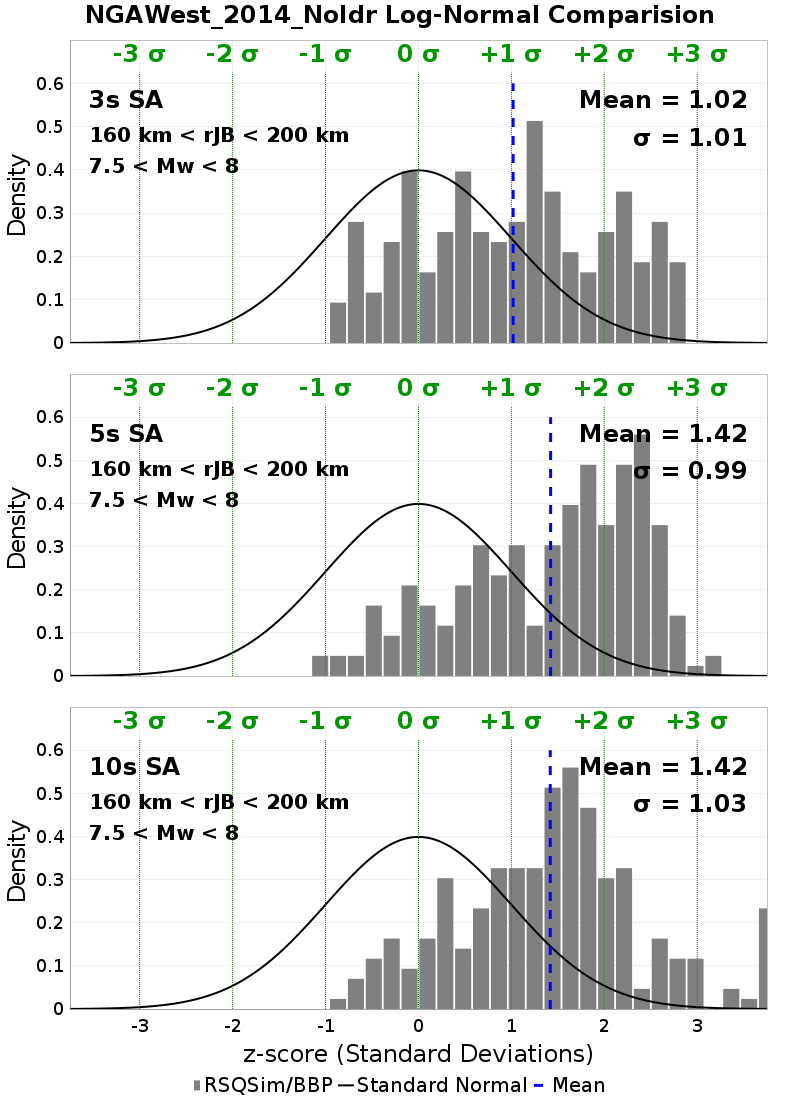 NGAWest_2014_NoIdr Log-Normal Comparision
-3 σ -2 σ -1 σ 0 σ +1 σ +2 σ +3 σ
0.6
3s SA Mean = 1.02
0.5
160 km < rJB < 200 km σ = 1.01
7.5 < Mw < 8
0.4
0.3
0.2
0.1
0
Density
-3 σ -2 σ -1 σ 0 σ +1 σ +2 σ +3 σ
0.6
5s SA Mean = 1.42
0.5
160 km < rJB < 200 km σ = 0.99
7.5 < Mw < 8
0.4
0.3
0.2
0.1
0
Density
-3 σ -2 σ -1 σ 0 σ +1 σ +2 σ +3 σ
0.6
10s SA Mean = 1.42
0.5
160 km < rJB < 200 km σ = 1.03
7.5 < Mw < 8
0.4
0.3
0.2
0.1
0
Density
-3 -2 -1 0 1 2 3
z-score (Standard Deviations)
RSQSim/BBP Standard Normal Mean